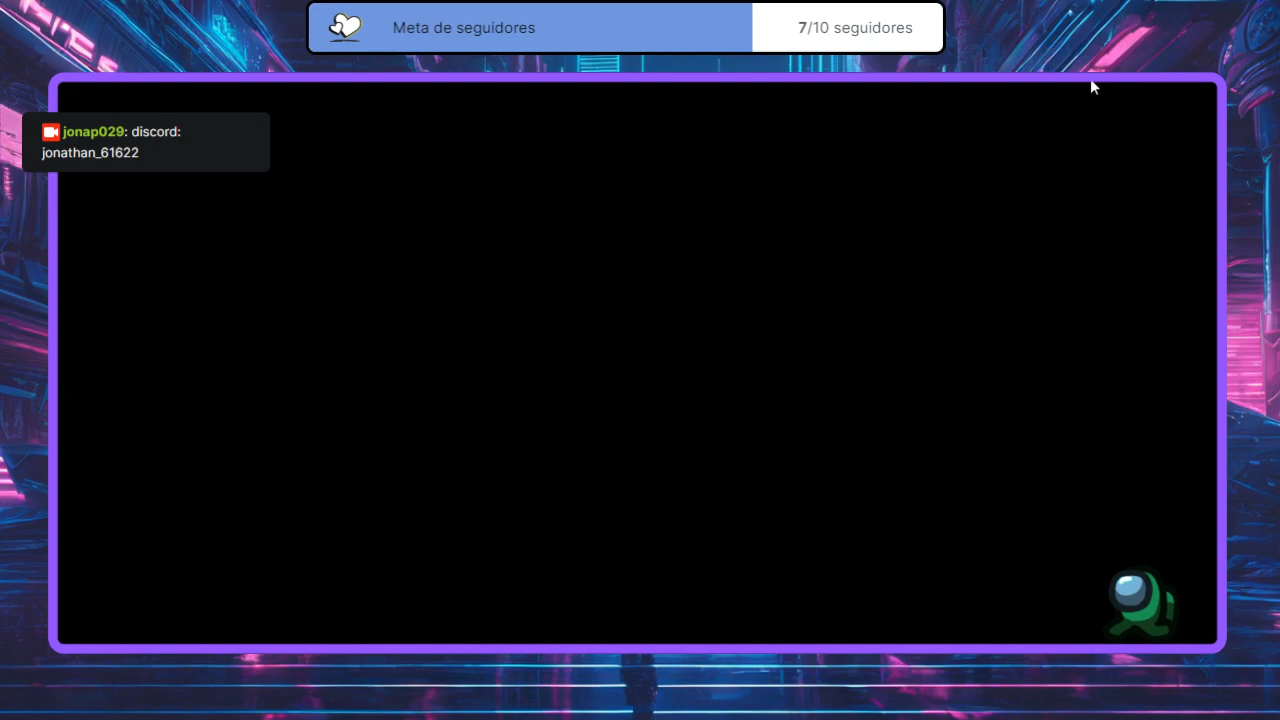 Meta de seguidores
7/10 seguidores
jonap029: discord:
jonathan_61622